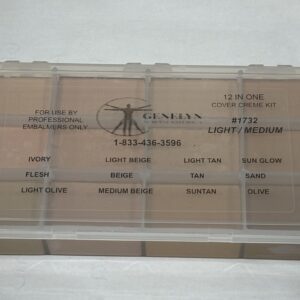 12 IN ONE
COVER CREME KIT
FOR USE BY
PROFESSIONAL
EMBALMERS ONLY
GENELYN
#1732
LIGHT / MEDIUM
1-833-436-3596
IVORY LIGHT BEIGE LIGHT TAN SUN GLOW
FLESH BEIGE TAN SAND
LIGHT OLIVE MEDIUM BEIGE SUNTAN OLIVE